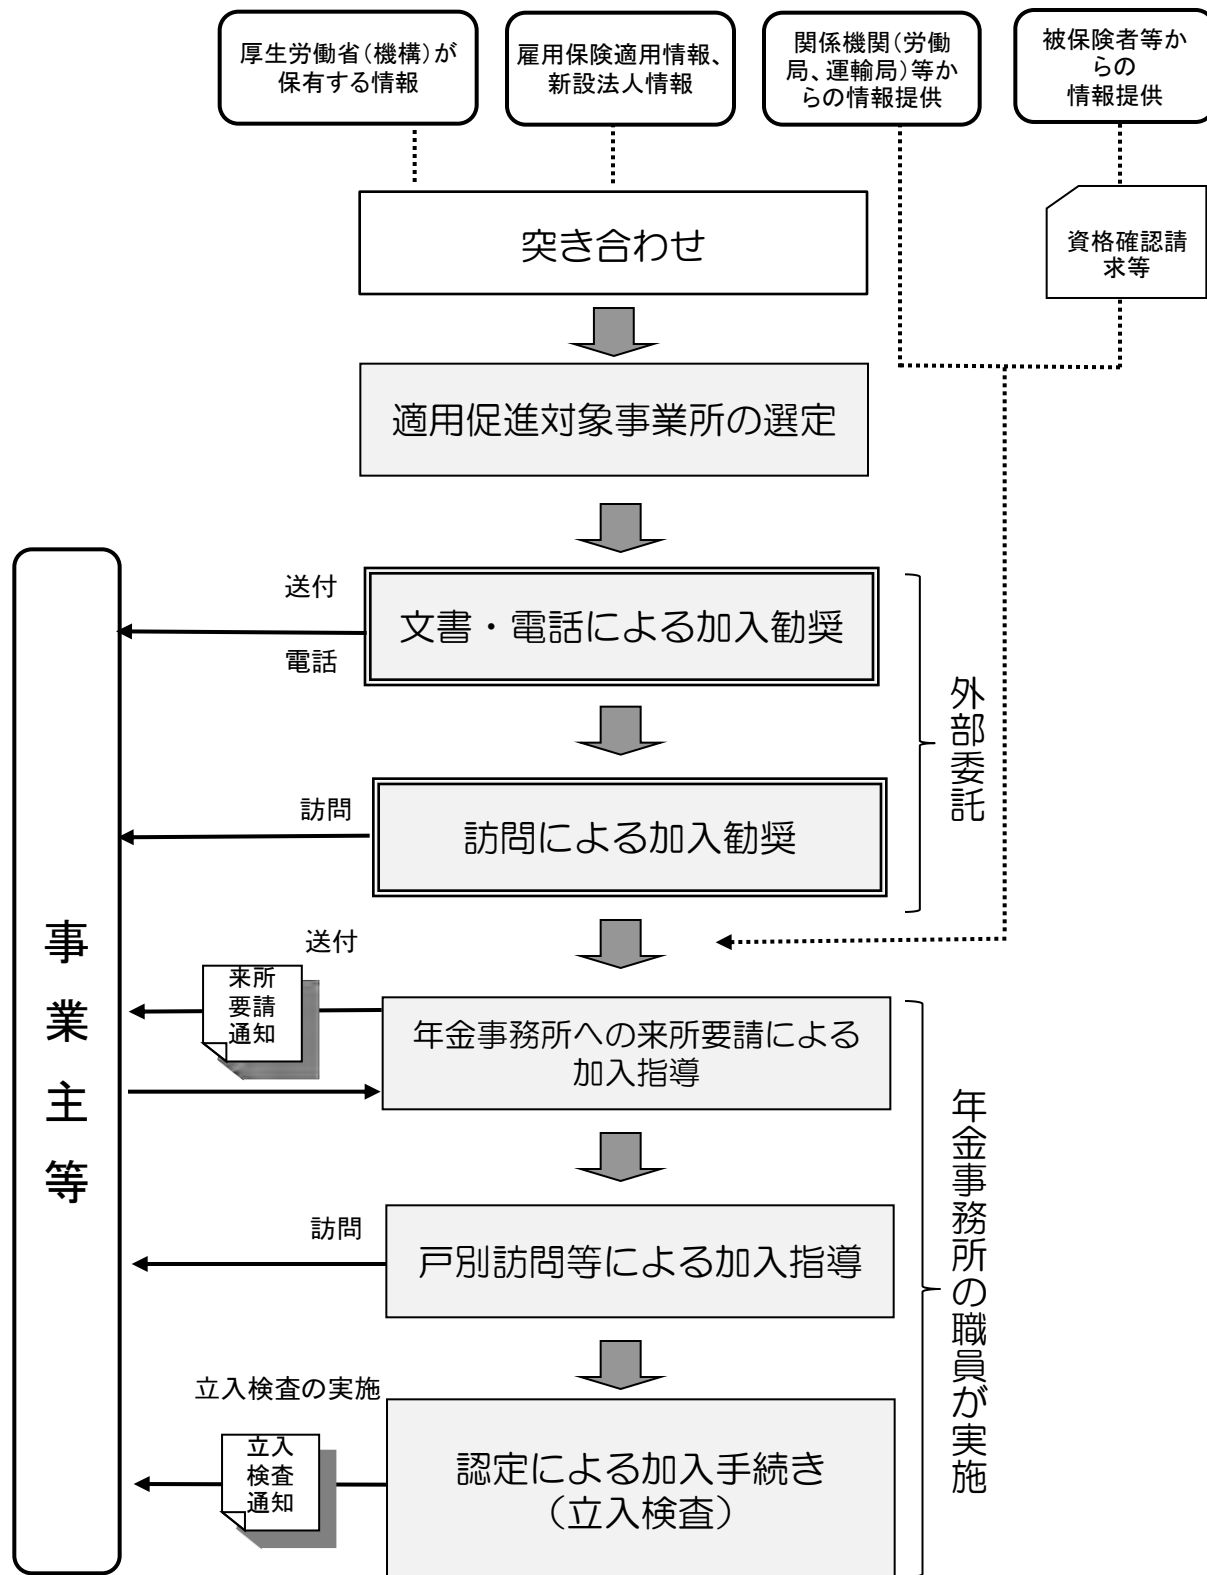 厚生労働省（機構）が
保有する情報
雇用保険適用情報、
新設法人情報
関係機関（労働
局、運輸局）等か
らの情報提供
被保険者等か
らの
情報提供
突き合わせ
資格確認請
求等
適用促進対象事業所の選定
送付
電話
文書・電話による加入勧奨
訪問
訪問による加入勧奨
外部委託
事業主等
送付
来所
要請
通知
年金事務所への来所要請による
加入指導
訪問
戸別訪問等による加入指導
立入検査の実施
立入
検査
通知
認定による加入手続き
（立入検査）
年金事務所の職員が実施